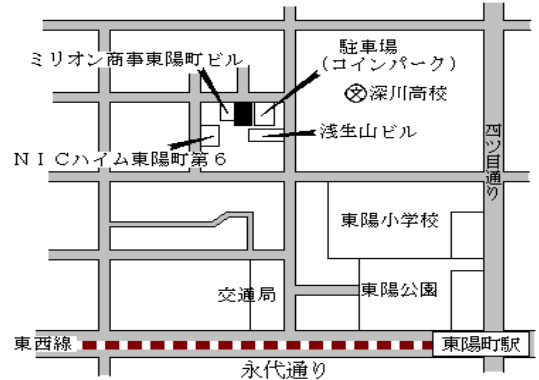 駐車場
(コインパーク)
ミリオン商事東陽町ビル
深川高校
浅生山ビル
四ツ目通り
NICハイム東陽町第6
東陽小学校
交通局
東陽公園
東西線
東陽町駅
永代通り